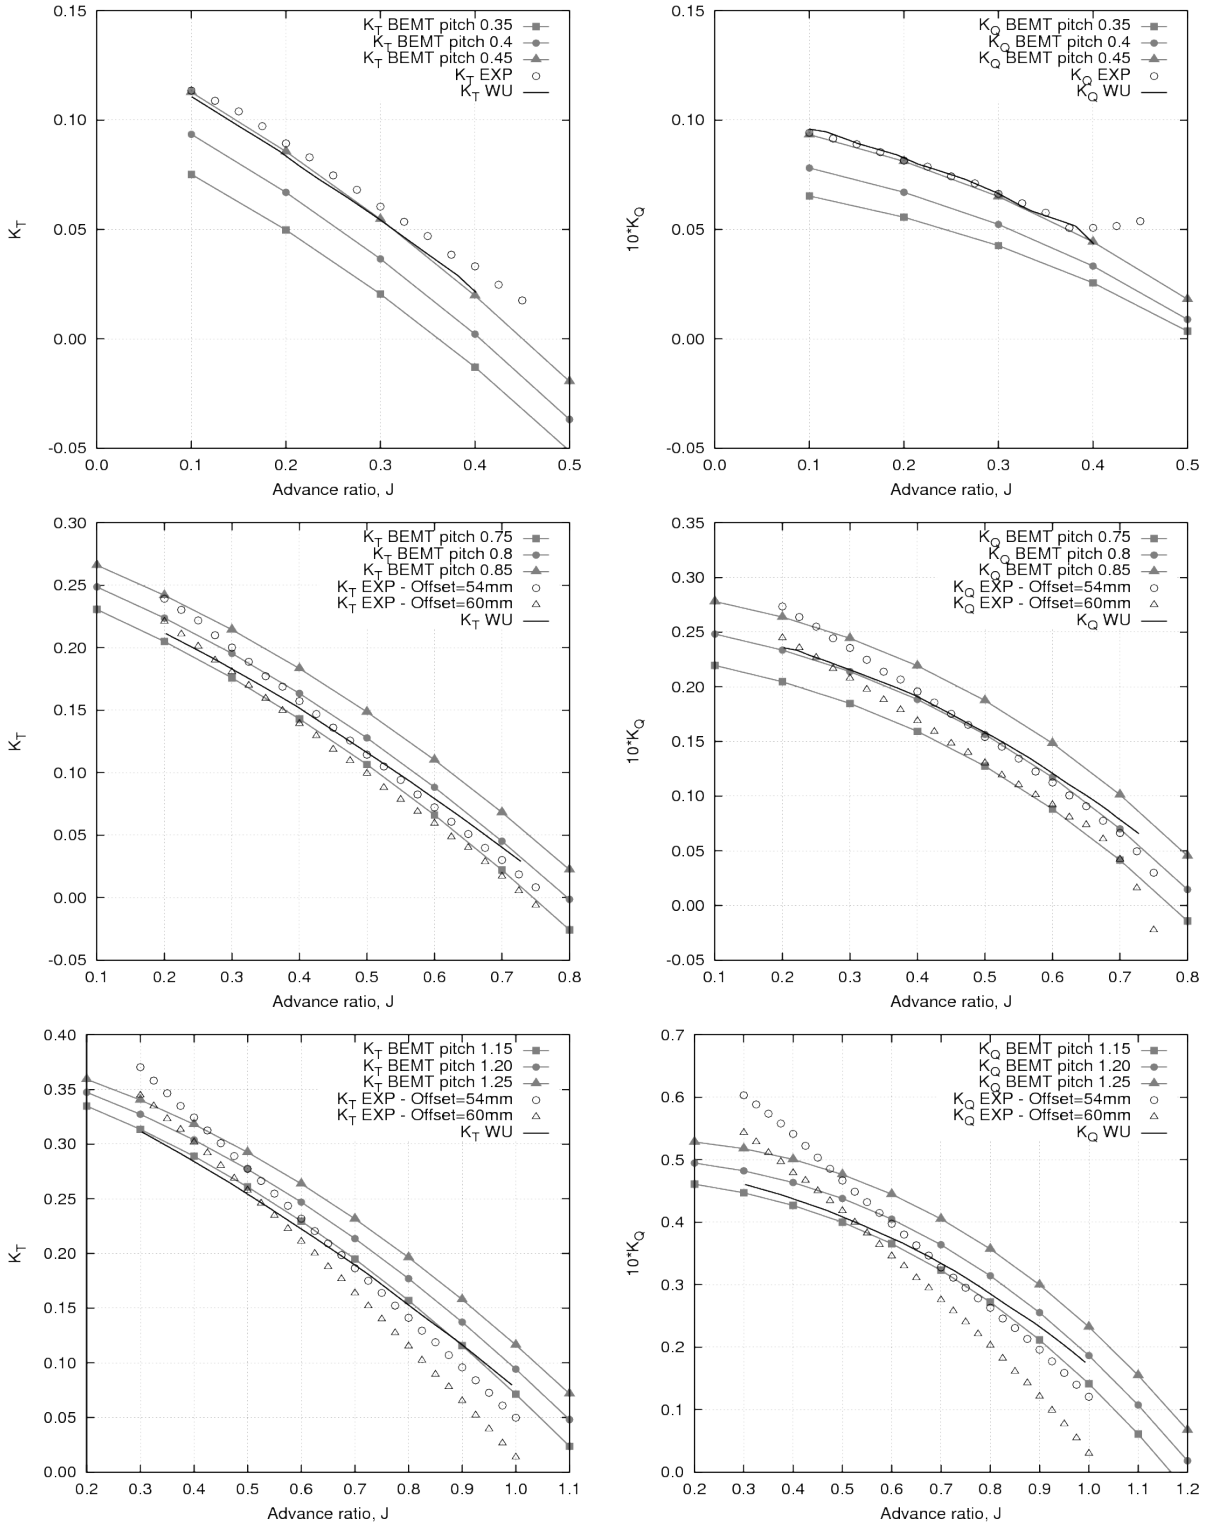 0.15
0.10
0.05
0.00
-0.05
K_T
K_T BEMT pitch 0.35
K_T BEMT pitch 0.4
K_T BEMT pitch 0.45
K_T EXP
K_T WU
0.0 0.1 0.2 0.3 0.4 0.5
Advance ratio, J
0.15
0.10
0.05
0.00
-0.05
10*K_Q
K_Q BEMT pitch 0.35
K_Q BEMT pitch 0.4
K_Q BEMT pitch 0.45
K_Q EXP
K_Q WU
0.0 0.1 0.2 0.3 0.4 0.5
Advance ratio, J
0.30
0.25
0.20
0.15
0.10
0.05
0.00
-0.05
K_T
K_T BEMT pitch 0.75
K_T BEMT pitch 0.8
K_T BEMT pitch 0.85
K_T EXP - Offset=54mm
K_T EXP - Offset=60mm
K_T WU
0.1 0.2 0.3 0.4 0.5 0.6 0.7 0.8
Advance ratio, J
0.35
0.30
0.25
0.20
0.15
0.10
0.05
0.00
-0.05
10*K_Q
K_Q BEMT pitch 0.75
K_Q BEMT pitch 0.8
K_Q BEMT pitch 0.85
K_Q EXP - Offset=54mm
K_Q EXP - Offset=60mm
K_Q WU
0.1 0.2 0.3 0.4 0.5 0.6 0.7 0.8
Advance ratio, J
0.40
0.35
0.30
0.25
0.20
0.15
0.10
0.05
0.00
K_T
K_T BEMT pitch 1.15
K_T BEMT pitch 1.20
K_T BEMT pitch 1.25
K_T EXP - Offset=54mm
K_T EXP - Offset=60mm
K_T WU
0.2 0.3 0.4 0.5 0.6 0.7 0.8 0.9 1.0 1.1
Advance ratio, J
0.7
0.6
0.5
0.4
0.3
0.2
0.1
0.0
10*K_Q
K_Q BEMT pitch 1.15
K_Q BEMT pitch 1.20
K_Q BEMT pitch 1.25
K_Q EXP - Offset=54mm
K_Q EXP - Offset=60mm
K_Q WU
0.2 0.3 0.4 0.5 0.6 0.7 0.8 0.9 1.0 1.1 1.2
Advance ratio, J